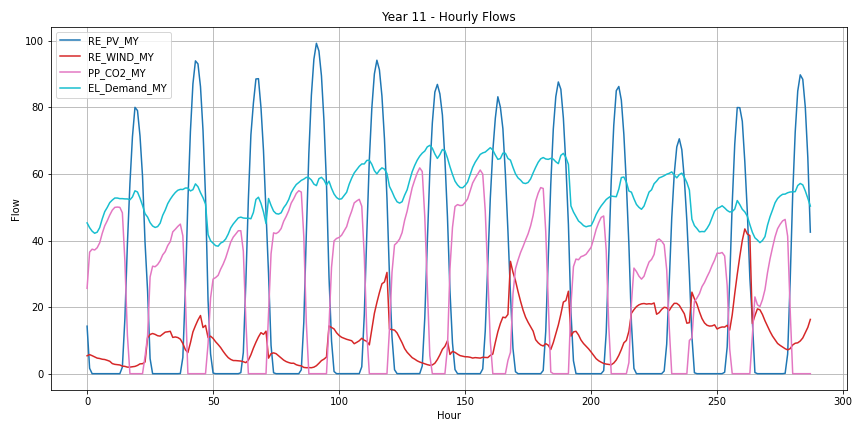 Year 11 - Hourly Flows
RE_PV_MY
RE_WIND_MY
PP_CO2_MY
EL_Demand_MY
100
80
60
40
20
0
Flow
0 50 100 150 200 250 300
Hour